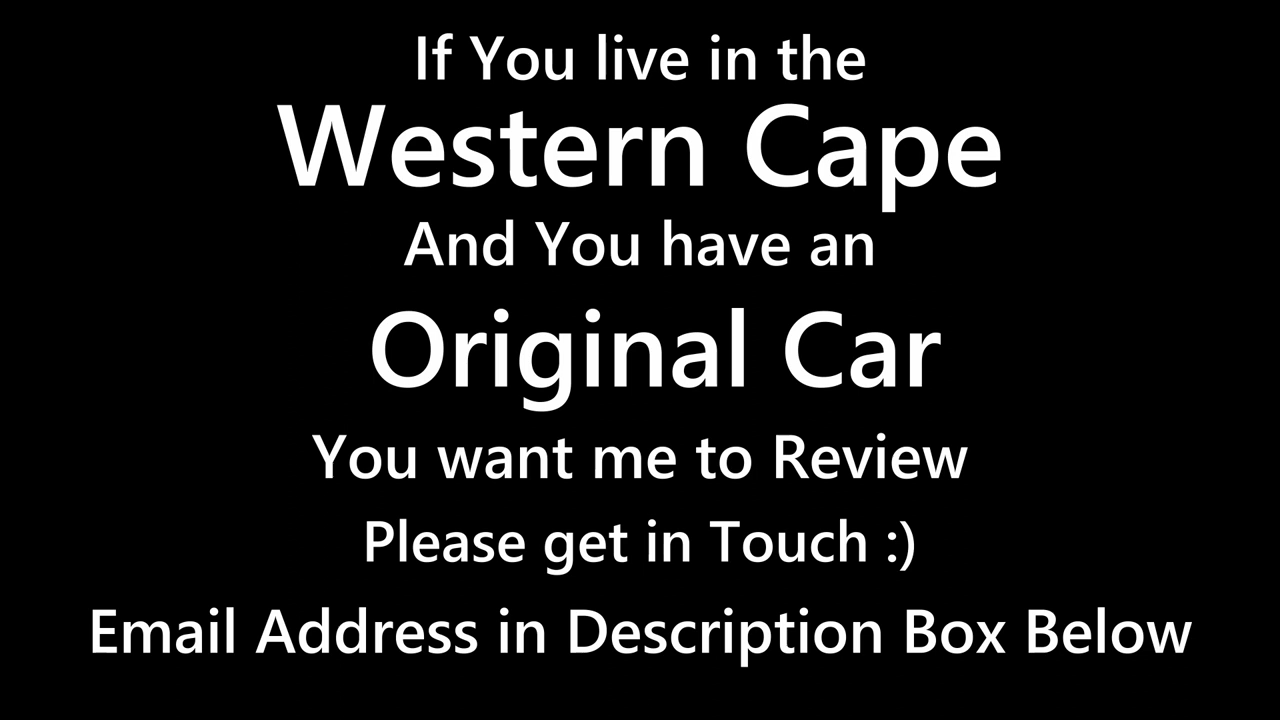 If You live in the
Western Cape
And You have an
Original Car
You want me to Review
Please get in Touch :)
Email Address in Description Box Below